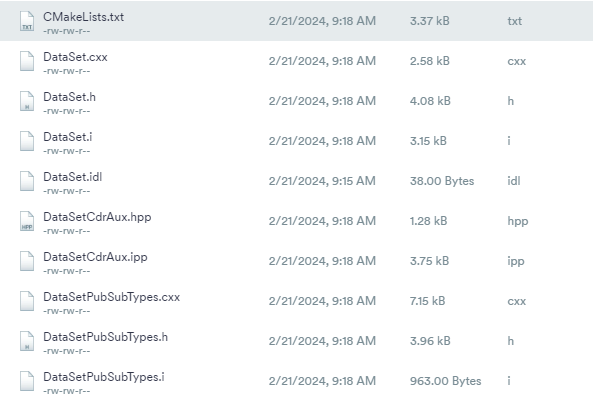 CMakeLists.txt 2/21/2024, 9:18 AM 3.37 kB txt
-rw-rw-r--
DataSet.cxx 2/21/2024, 9:18 AM 2.58 kB cxx
-rw-rw-r--
DataSet.h 2/21/2024, 9:18 AM 4.08 kB h
-rw-rw-r--
DataSet.i 2/21/2024, 9:18 AM 3.15 kB i
-rw-rw-r--
DataSet.idl 2/21/2024, 9:15 AM 38.00 Bytes idl
-rw-rw-r--
DataSetCdrAux.hpp 2/21/2024, 9:18 AM 1.28 kB hpp
-rw-rw-r--
DataSetCdrAux.ipp 2/21/2024, 9:18 AM 3.75 kB ipp
-rw-rw-r--
DataSetPubSubTypes.cxx 2/21/2024, 9:18 AM 7.15 kB cxx
-rw-rw-r--
DataSetPubSubTypes.h 2/21/2024, 9:18 AM 3.96 kB h
-rw-rw-r--
DataSetPubSubTypes.i 2/21/2024, 9:18 AM 963.00 Bytes i
-rw-rw-r--